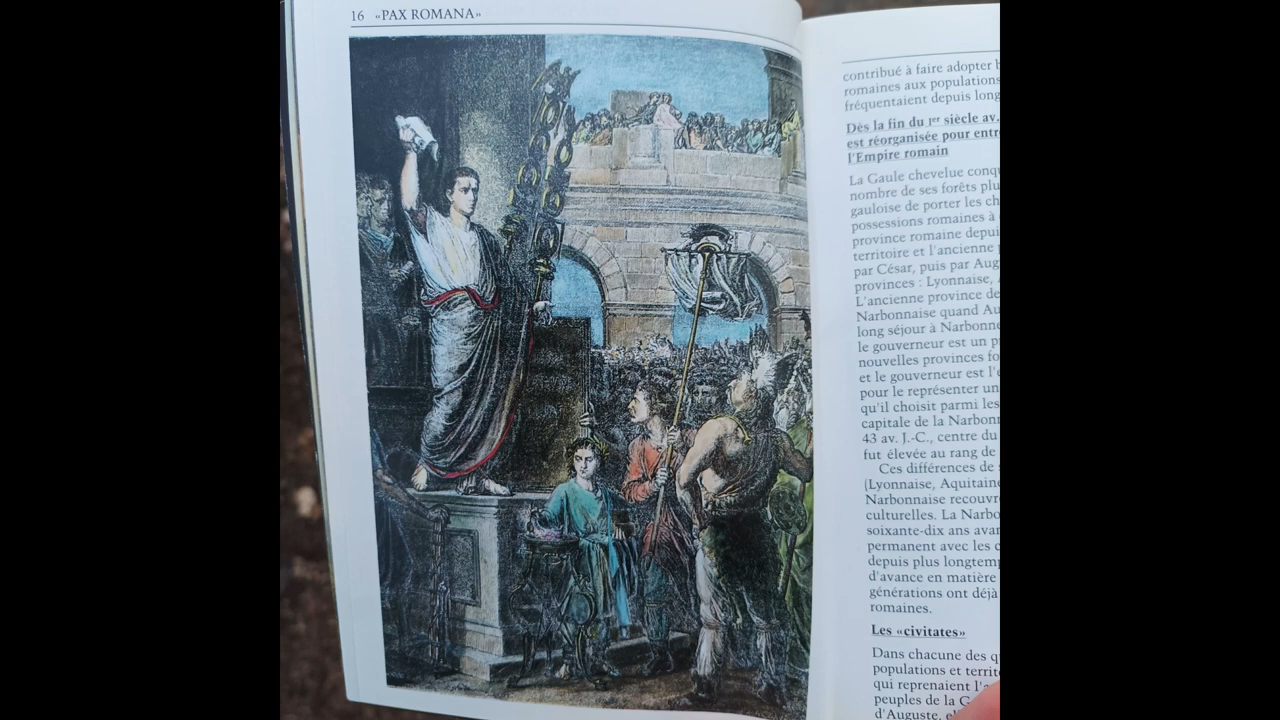 16 «PAX ROMANA»
contribué à faire adopter
romaines aux populations
fréquentaient depuis long
Dès la fin du Iᵉʳ siècle av.
est réorganisée pour entr
l'Empire romain
La Gaule chevelue conq
nombre de ses forêts plu
gauloise de porter les ch
possessions romaines à
province romaine depui
territoire et l'ancienne
par César, puis par Aug
provinces : Lyonnaise,
L'ancienne province de
Narbonnaise quand Au
long séjour à Narbonne
le gouverneur est un p
nouvelles provinces fo
et le gouverneur est l'
pour le représenter un
qu'il choisit parmi les
capitale de la Narbon
43 av. J.-C., centre du
fut élevée au rang de
Ces différences de
(Lyonnaise, Aquitaine
Narbonnaise recouvr
culturelles. La Narbo
soixante-dix ans avan
permanent avec les c
depuis plus longtemp
d'avance en matière
générations ont déjà
romaines.
Les «civitates»
Dans chacune des q
populations et territ
qui reprenaient l'
peuples de la G
d'Auguste,